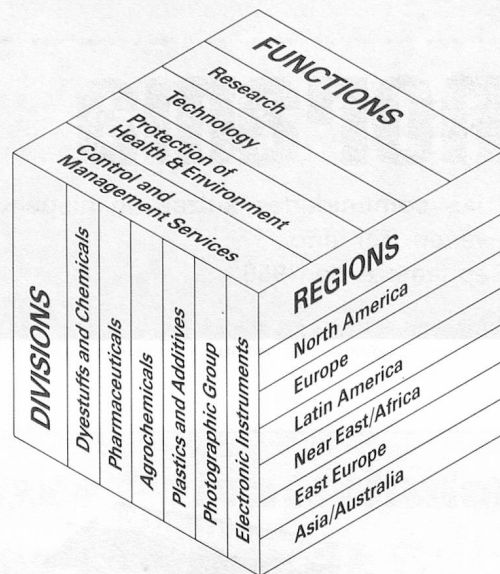 FUNCTIONS
Research
Technology
Protection of
Health & Environment
Control and
Management Services
DIVISIONS
Dyestuffs and Chemicals
Pharmaceuticals
Agrochemicals
Plastics and Additives
Photographic Group
Electronic Instruments
REGIONS
North America
Europe
Latin America
Near East/Africa
East Europe
Asia/Australia